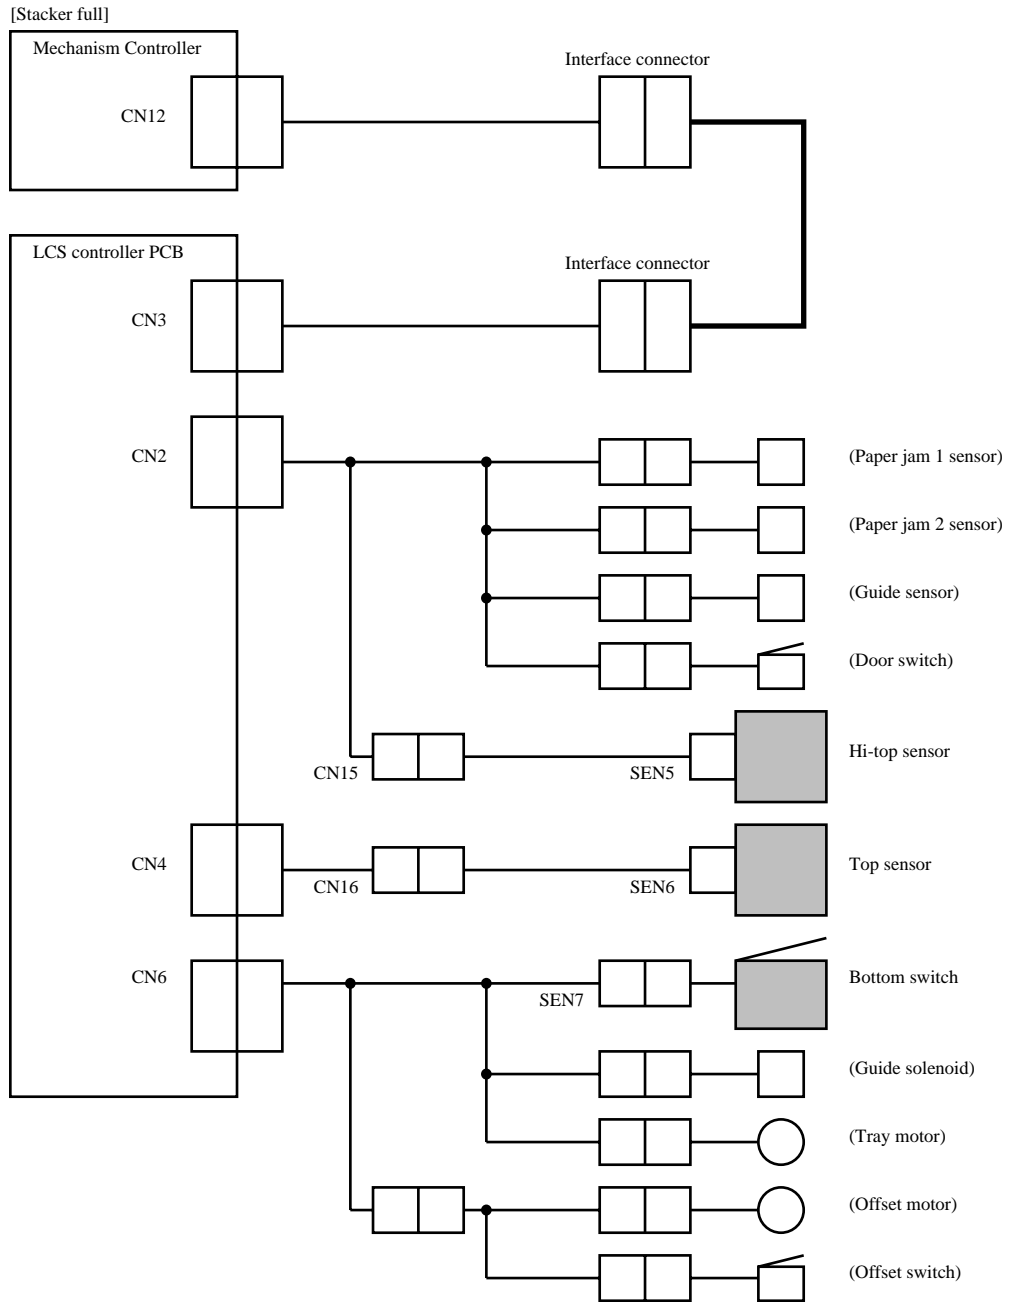 [Stacker full]
Mechanism Controller
Interface connector
CN12
LCS controller PCB
Interface connector
CN3
CN2
(Paper jam 1 sensor)
(Paper jam 2 sensor)
(Guide sensor)
(Door switch)
Hi-top sensor
CN15
SEN5
CN4
Top sensor
CN16
SEN6
CN6
Bottom switch
SEN7
(Guide solenoid)
(Tray motor)
(Offset motor)
(Offset switch)